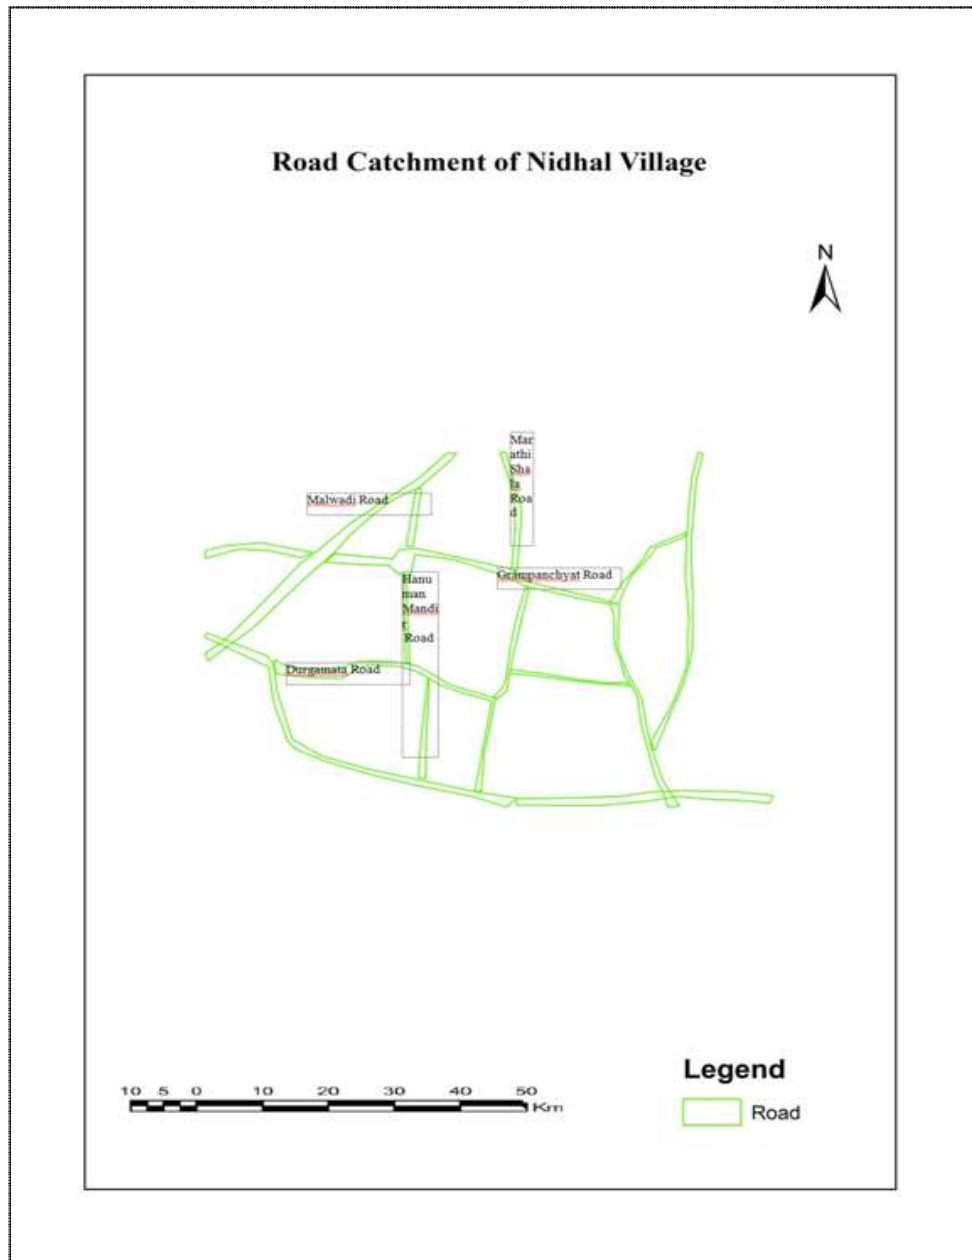 Road Catchment of Nidhal Village
N
Mar
athi
Sha
la
Roa
d
Malwadi Road
Grampanchyat Road
Hanu
man
Mandi
r
Road
Durgamata Road
10 5 0 10 20 30 40 50
Km
Legend
Road